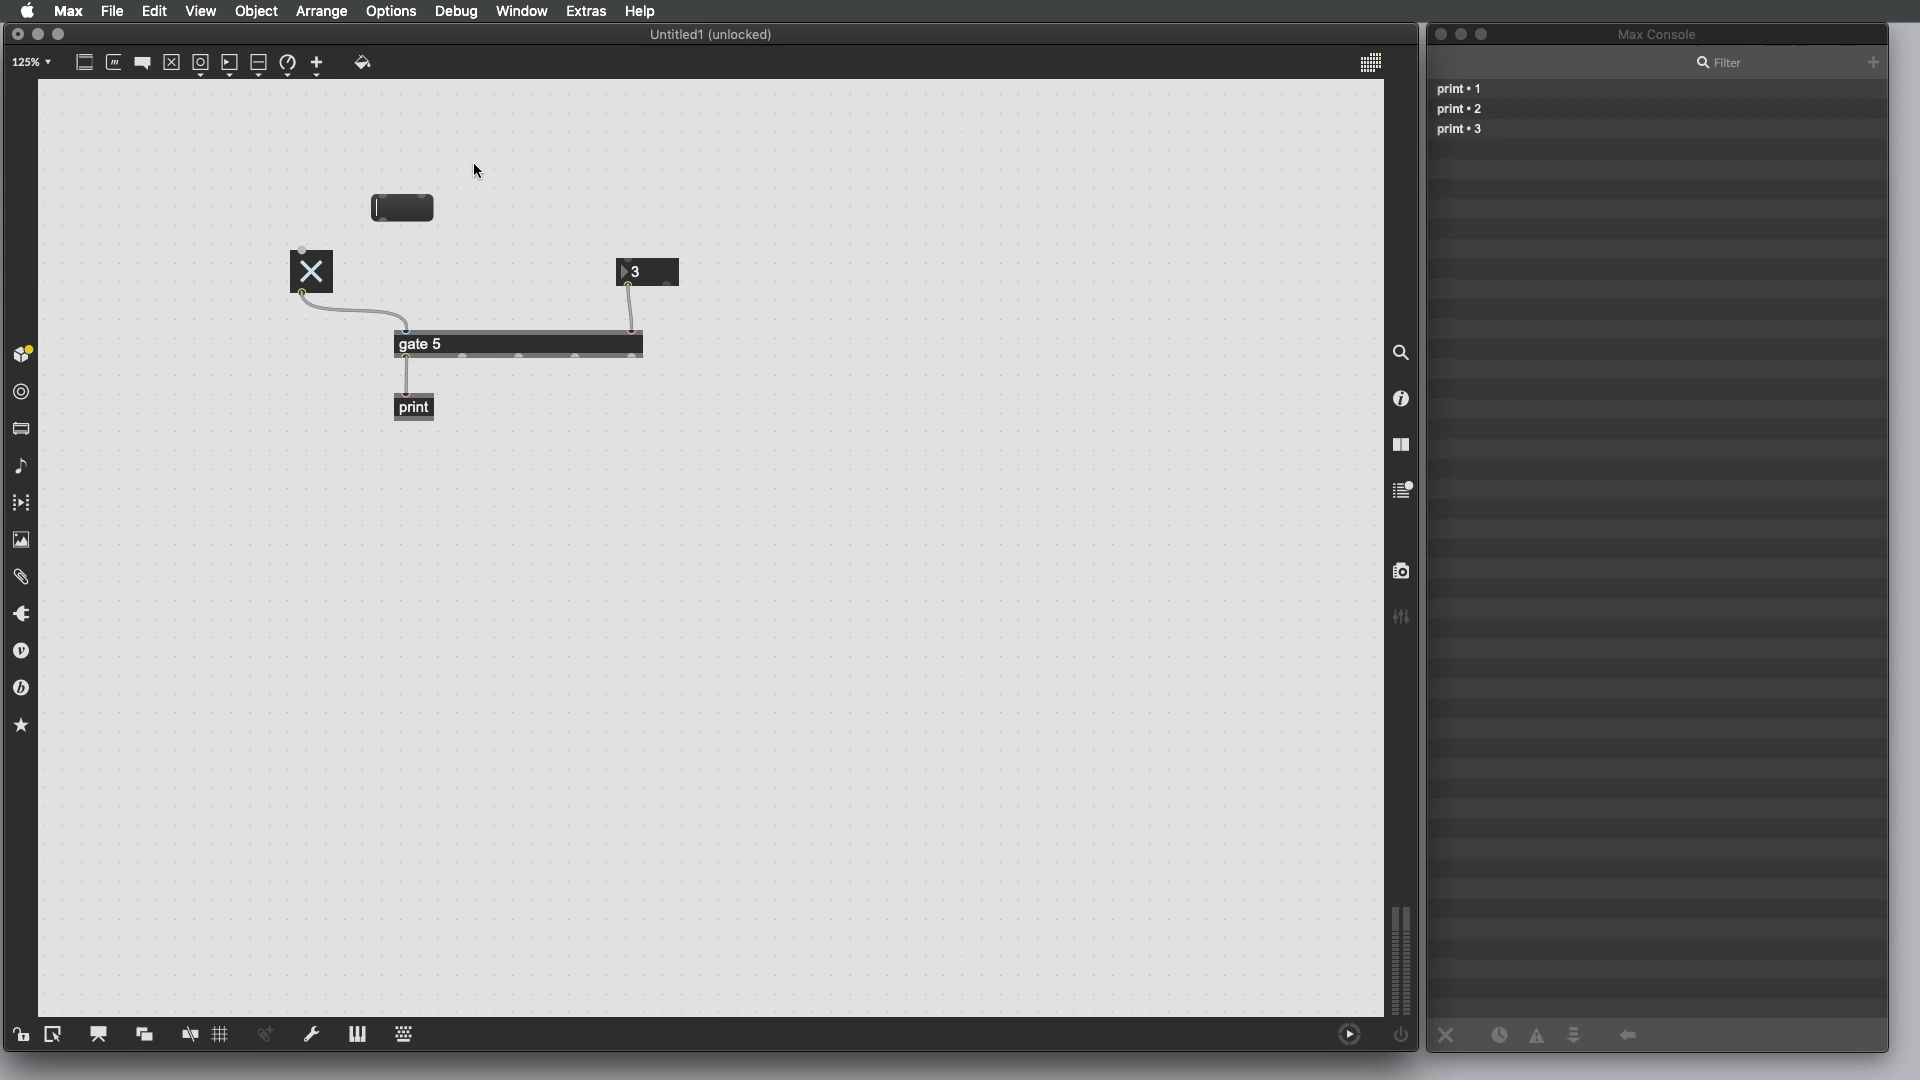 Max File Edit View Object Arrange Options Debug Window Extras Help
Untitled1 (unlocked)
Max Console
125%
m
Filter
print • 1
print • 2
print • 3
3
gate 5
print